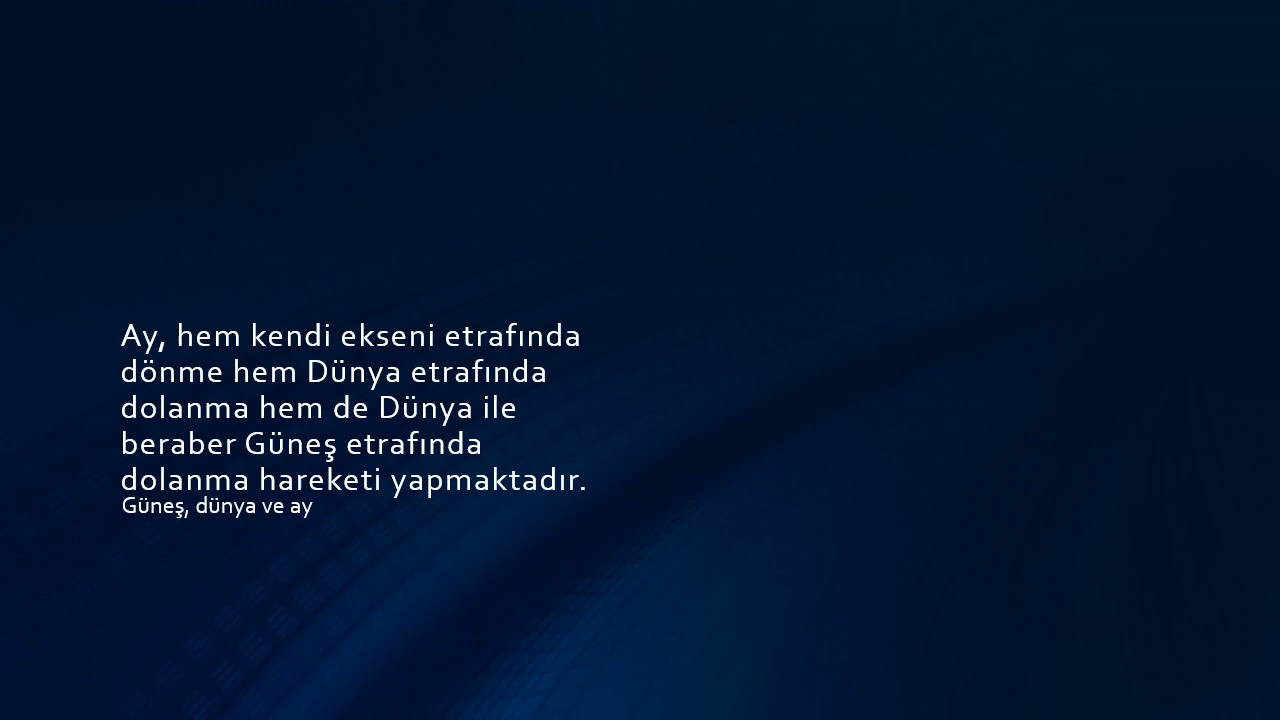 Ay, hem kendi ekseni etrafında
dönme hem Dünya etrafında
dolanma hem de Dünya ile
beraber Güneş etrafında
dolanma hareketi yapmaktadır.
Güneş, dünya ve ay